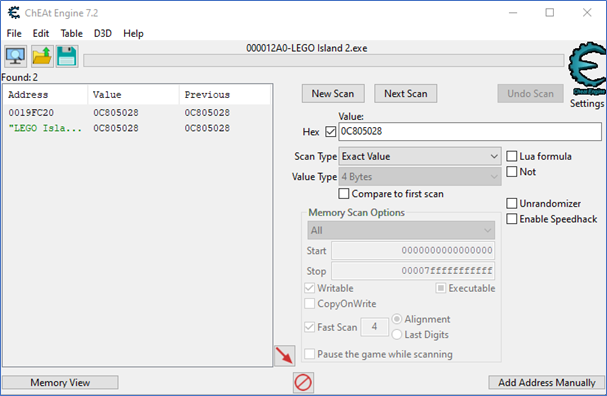 ChEAt Engine 7.2
File Edit Table D3D Help
000012A0-LEGO Island 2.exe
Found: 2
Address Value Previous
0019FC20 0C805028 0C805028
"LEGO Isla... 0C805028 0C805028
New Scan Next Scan Undo Scan
Cheat Engine
Settings
Value:
Hex 0C805028
Scan Type Exact Value
Lua formula
Value Type 4 Bytes
Not
Compare to first scan
Unrandomizer
Enable Speedhack
Memory Scan Options
All
Start 0000000000000000
Stop 00007fffffffffff
Writable Executable
CopyOnWrite
Fast Scan 4 Alignment
Last Digits
Pause the game while scanning
Memory View
Add Address Manually